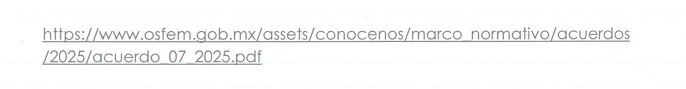 https://www.osfem.gob.mx/assets/conocenos/marco_normativo/acuerdos
/2025/acuerdo_07_2025.pdf